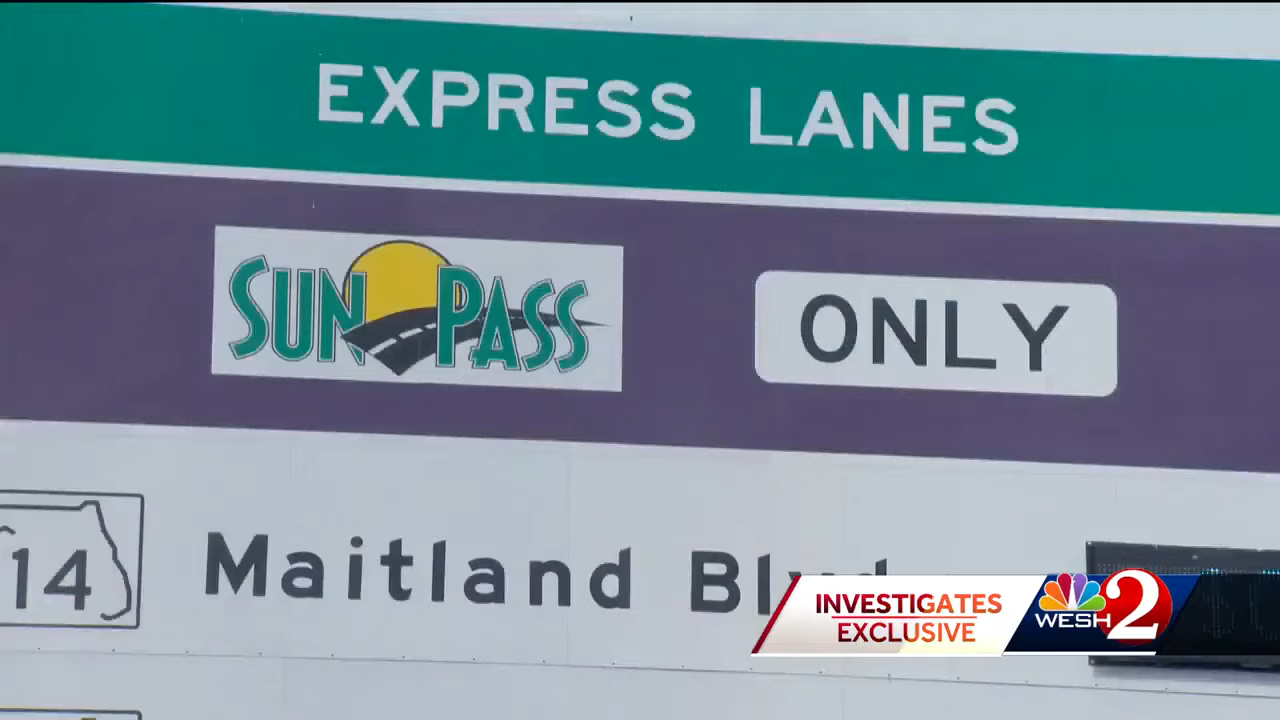 EXPRESS LANES
SUNPASS ONLY
14 Maitland
INVESTIGATES
EXCLUSIVE
WESH 2